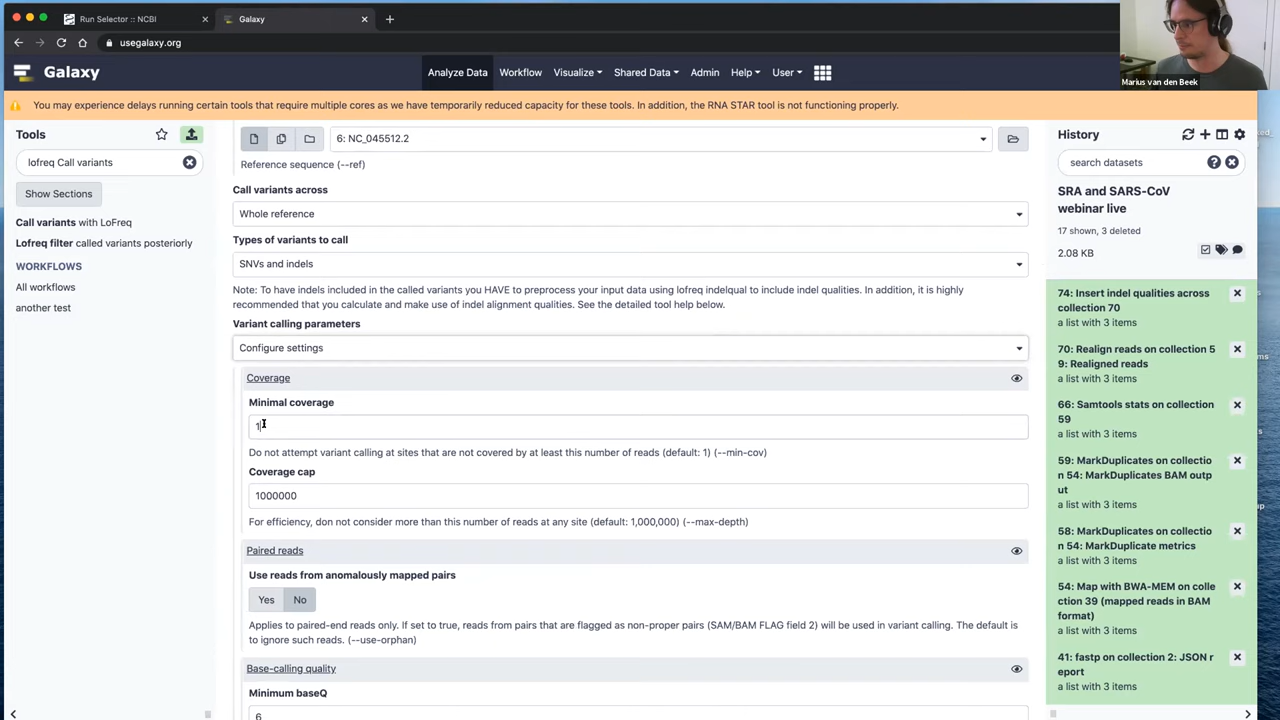 Run Selector :: NCBI
Galaxy
usegalaxy.org
Marius van den Beek
Galaxy
Analyze Data
Workflow
Visualize
Shared Data
Admin
Help
User
You may experience delays running certain tools that require multiple cores as we have temporarily reduced capacity for these tools. In addition, the RNA STAR tool is not functioning properly.
Tools
lofreq Call variants
Show Sections
Call variants with LoFreq
Lofreq filter called variants posteriorly
WORKFLOWS
All workflows
another test
6: NC_045512.2
Reference sequence (--ref)
Call variants across
Whole reference
Types of variants to call
SNVs and indels
Note: To have indels included in the called variants you HAVE to preprocess your input data using lofreq indelqual to include indel qualities. In addition, it is highly
recommended that you calculate and make use of indel alignment qualities. See the detailed tool help below.
Variant calling parameters
Configure settings
Coverage
Minimal coverage
1
Do not attempt variant calling at sites that are not covered by at least this number of reads (default: 1) (--min-cov)
Coverage cap
1000000
For efficiency, don not consider more than this number of reads at any site (default: 1,000,000) (--max-depth)
Paired reads
Use reads from anomalously mapped pairs
Yes
No
Applies to paired-end reads only. If set to true, reads from pairs that are flagged as non-proper pairs (SAM/BAM FLAG field 2) will be used in variant calling. The default is
to ignore such reads. (--use-orphan)
Base-calling quality
Minimum baseQ
6
History
search datasets
SRA and SARS-CoV
webinar live
17 shown, 3 deleted
2.08 KB
74: Insert indel qualities across
collection 70
a list with 3 items
70: Realign reads on collection 5
9: Realigned reads
a list with 3 items
66: Samtools stats on collection
59
a list with 3 items
59: MarkDuplicates on collectio
n 54: MarkDuplicates BAM outp
ut
a list with 3 items
58: MarkDuplicates on collectio
n 54: MarkDuplicate metrics
a list with 3 items
54: Map with BWA-MEM on colle
ction 39 (mapped reads in BAM
format)
a list with 3 items
41: fastp on collection 2: JSON r
eport
a list with 3 items